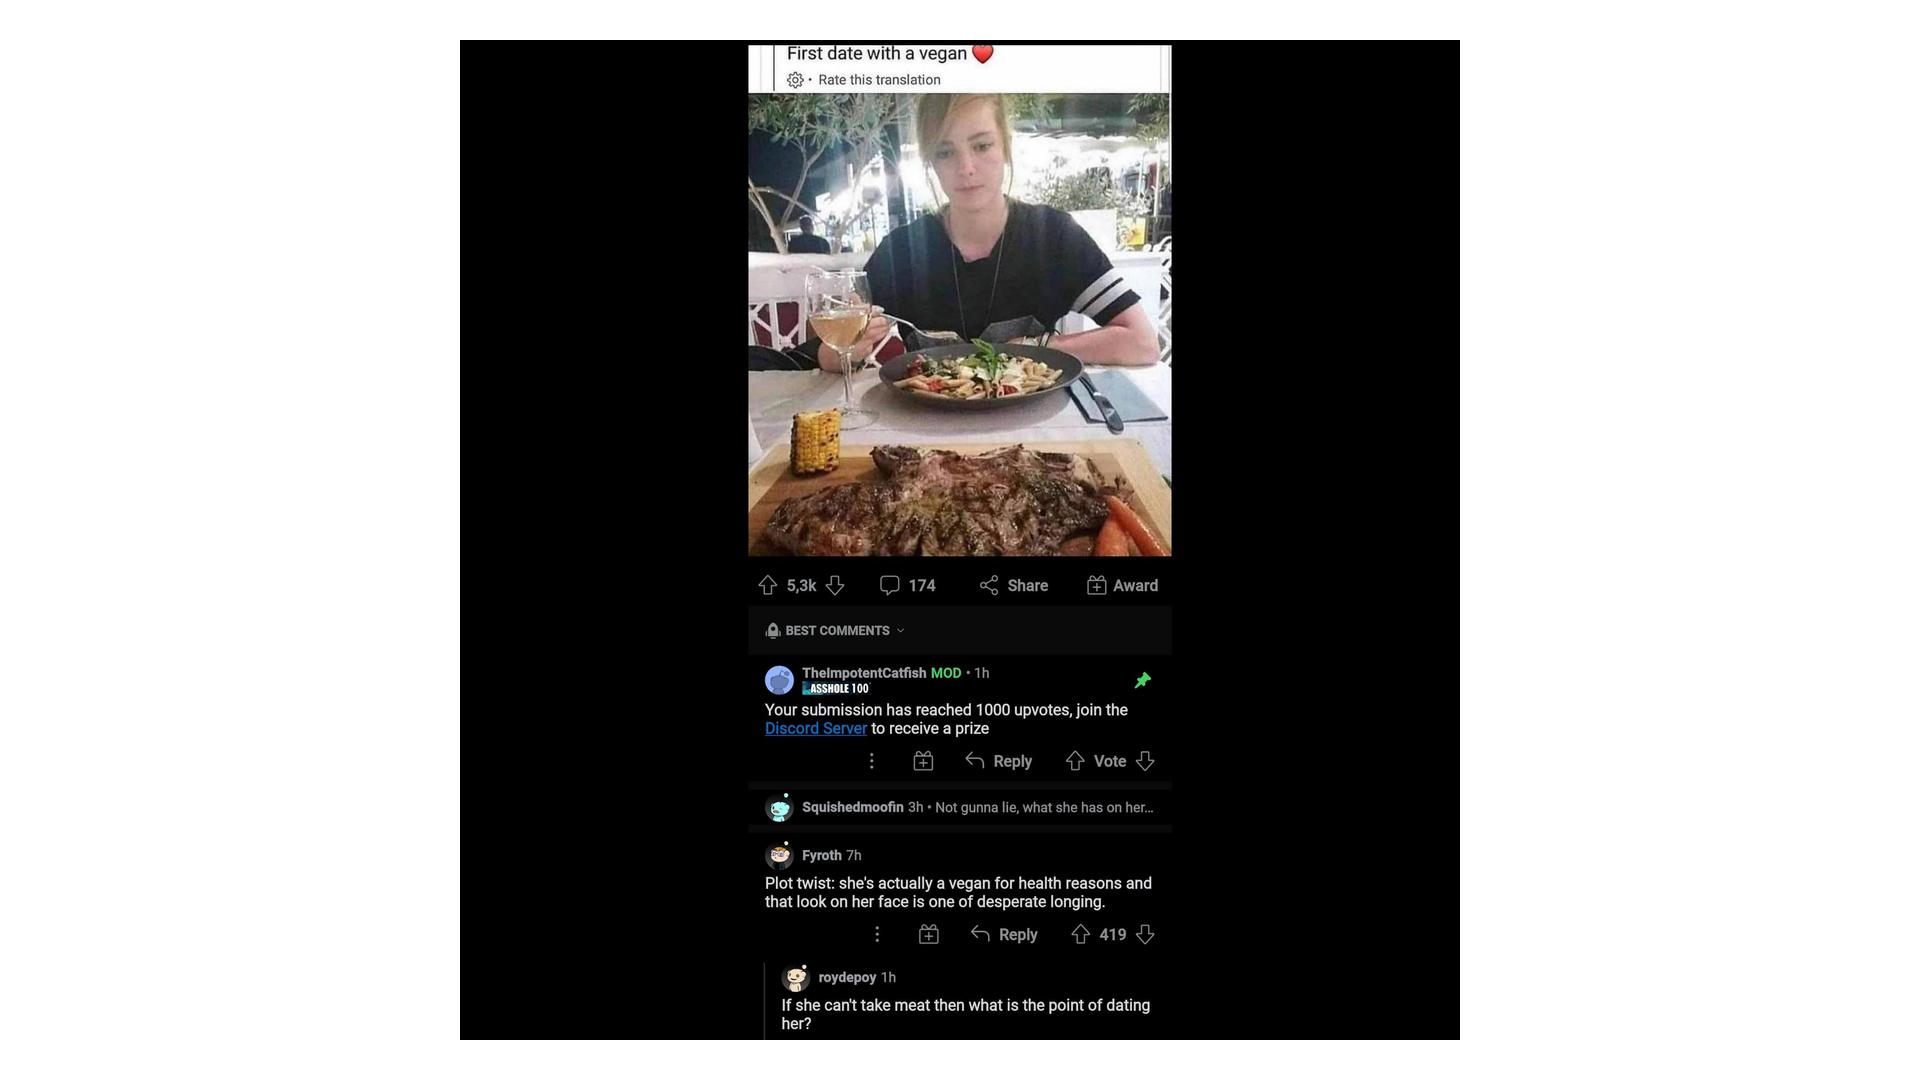 First date with a vegan ❤️
• Rate this translation
5,3k
174
Share
Award
BEST COMMENTS
TheImpotentCatfish MOD • 1h
ASSHOLE 100
Your submission has reached 1000 upvotes, join the
Discord Server to receive a prize
Reply
Vote
Squishedmoofin 3h • Not gunna lie, what she has on her...
Fyroth 7h
Plot twist: she's actually a vegan for health reasons and
that look on her face is one of desperate longing.
Reply
419
roydepoy 1h
If she can't take meat then what is the point of dating
her?